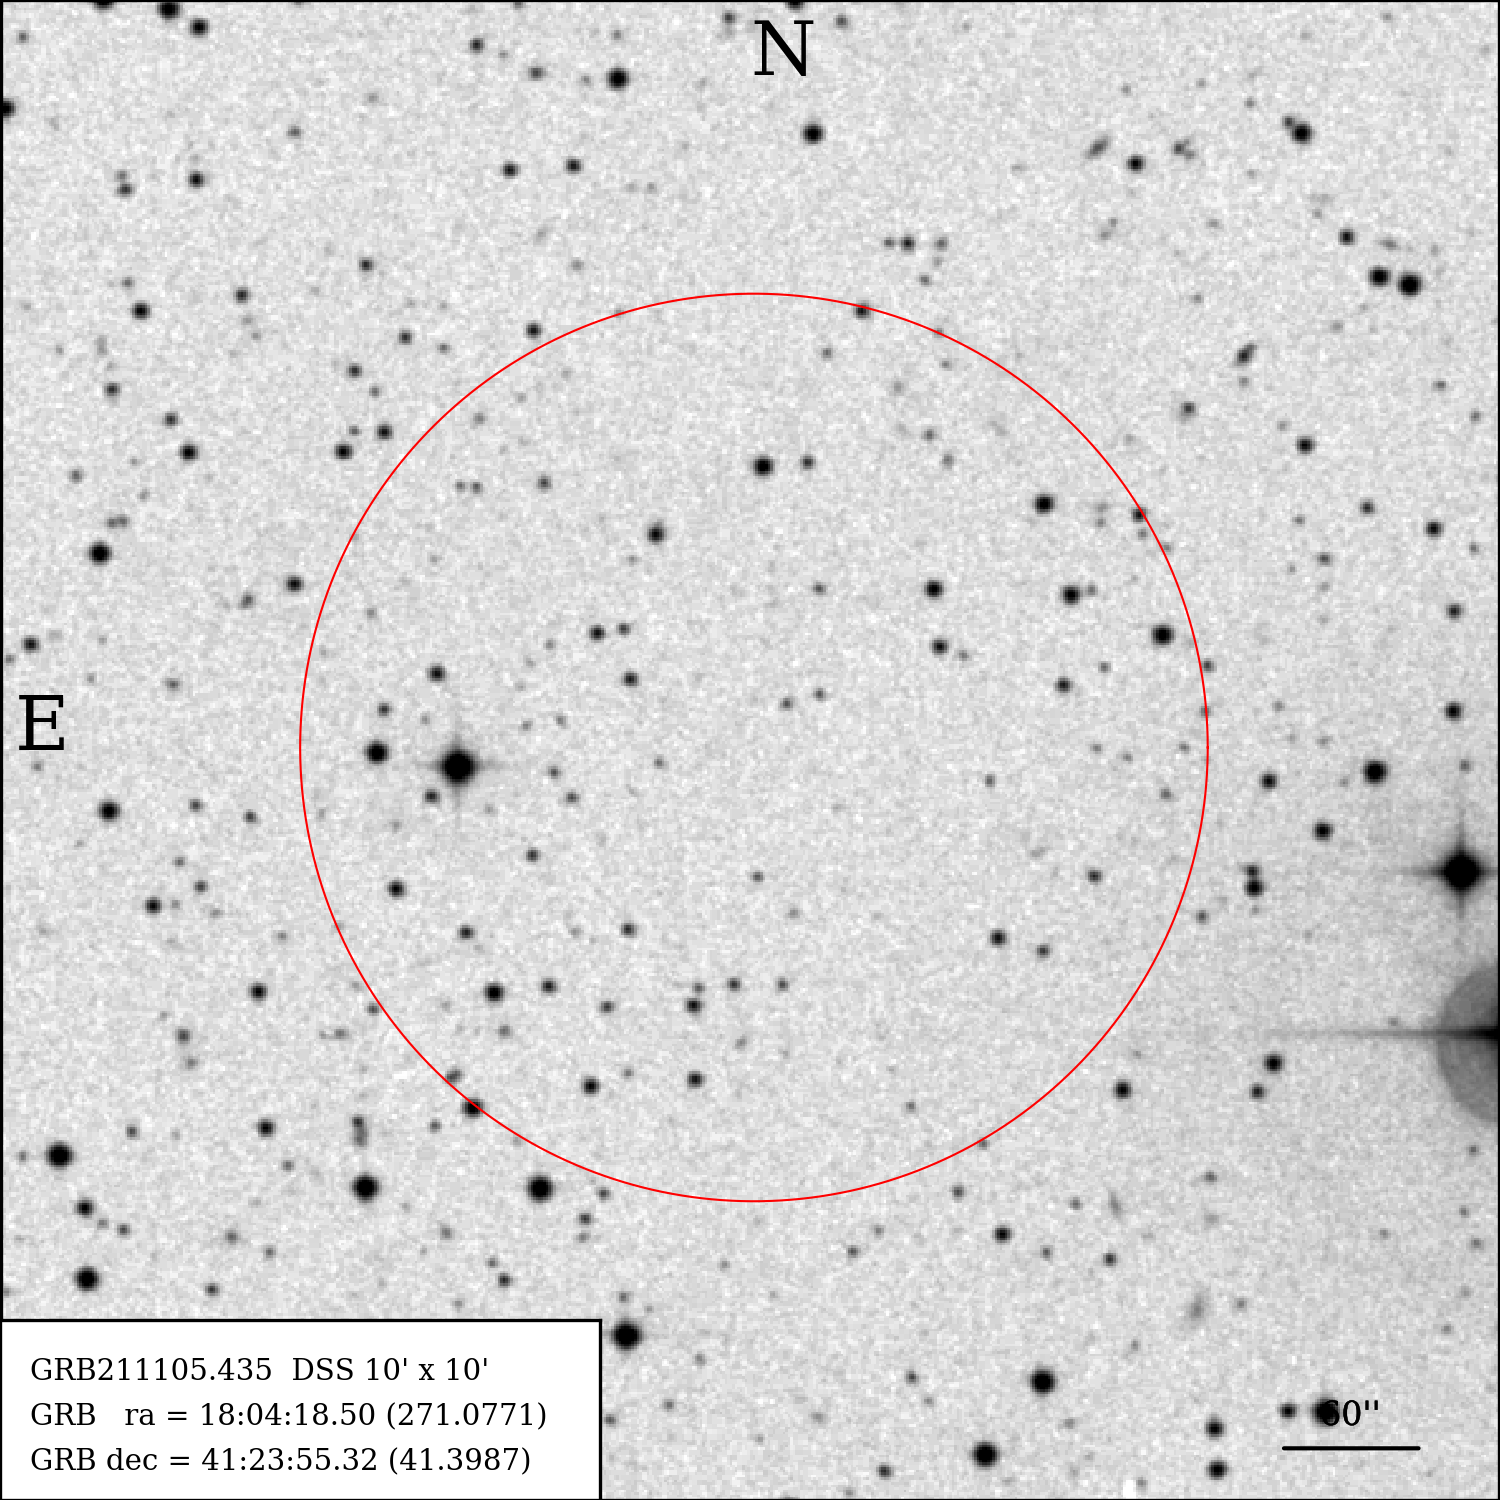 N
E
GRB211105.435  DSS 10' x 10'
GRB   ra = 18:04:18.50 (271.0771)
GRB dec = 41:23:55.32 (41.3987)
60''